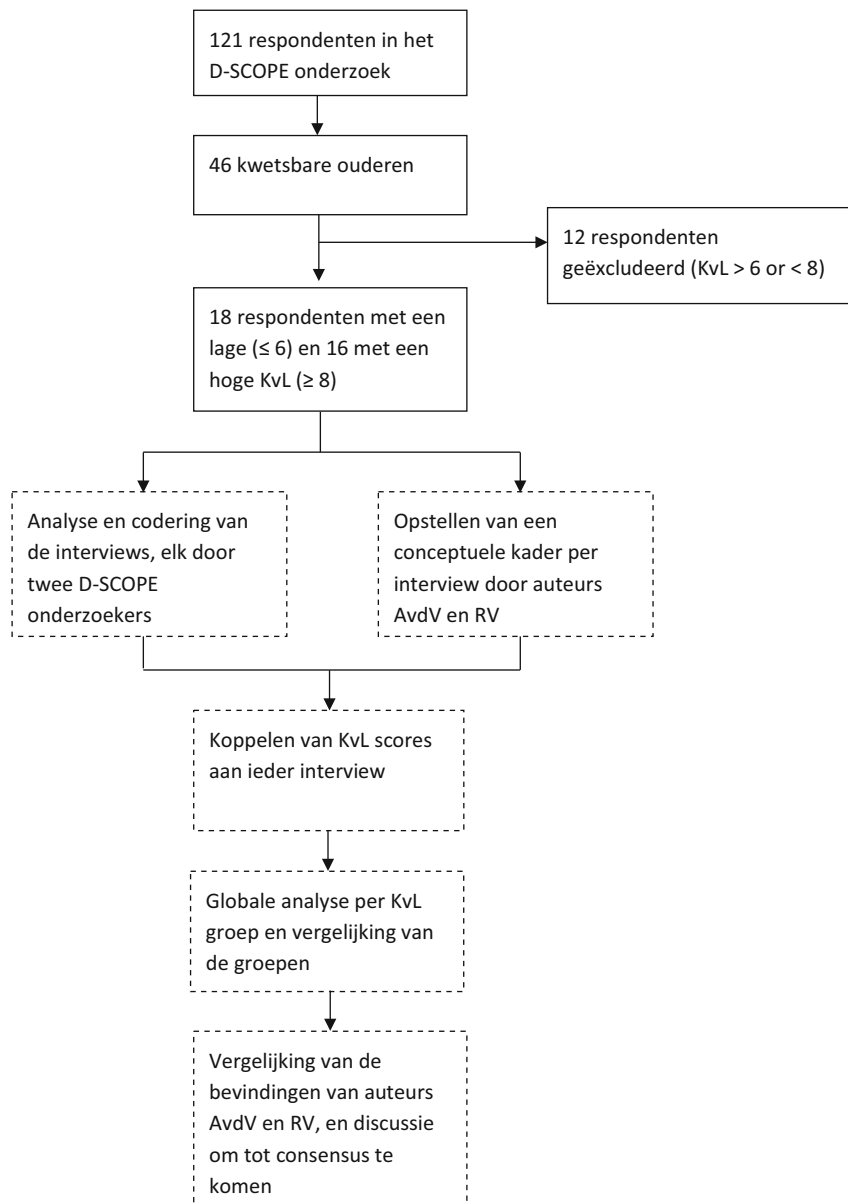 121 respondenten in het
D-SCOPE onderzoek
46 kwetsbare ouderen
12 respondenten
geëxcludeerd (KvL > 6 or < 8)
18 respondenten met een
lage (≤ 6) en 16 met een
hoge KvL (≥ 8)
Analyse en codering van
de interviews, elk door
twee D-SCOPE
onderzoekers
Opstellen van een
conceptuele kader per
interview door auteurs
AvdV en RV
Koppelen van KvL scores
aan ieder interview
Globale analyse per KvL
groep en vergelijking van
de groepen
Vergelijking van de
bevindingen van auteurs
AvdV en RV, en discussie
om tot consensus te
komen